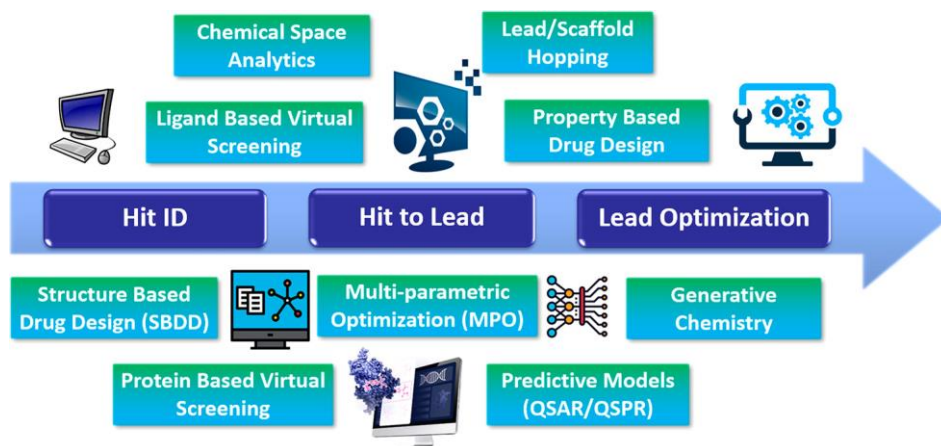 Chemical Space
Analytics
Lead/Scaffold
Hopping
Ligand Based Virtual
Screening
Property Based
Drug Design
Hit ID
Hit to Lead
Lead Optimization
Structure Based
Drug Design (SBDD)
Multi-parametric
Optimization (MPO)
Generative
Chemistry
Protein Based Virtual
Screening
Predictive Models
(QSAR/QSPR)